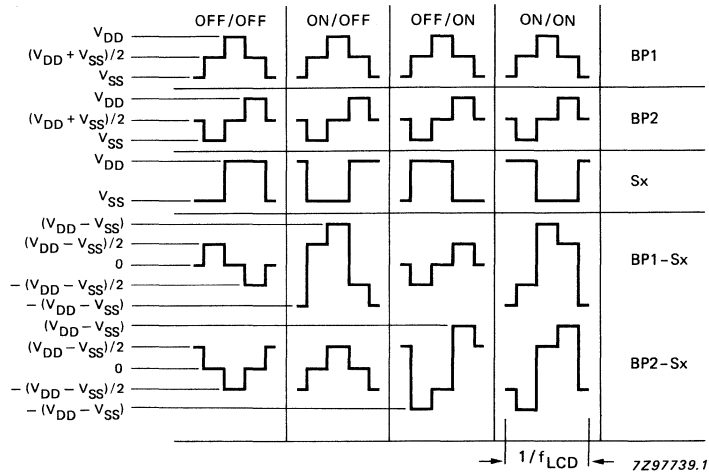 OFF/OFF ON/OFF OFF/ON ON/ON
V_DD
(V_DD + V_SS)/2 BP1
V_SS
V_DD
(V_DD + V_SS)/2 BP2
V_SS
V_DD
Sx
V_SS
(V_DD − V_SS)
(V_DD − V_SS)/2
0 BP1−Sx
− (V_DD − V_SS)/2
− (V_DD − V_SS)
(V_DD − V_SS)
(V_DD − V_SS)/2
0 BP2−Sx
− (V_DD − V_SS)/2
− (V_DD − V_SS)
1/f_LCD
7Z97739.1